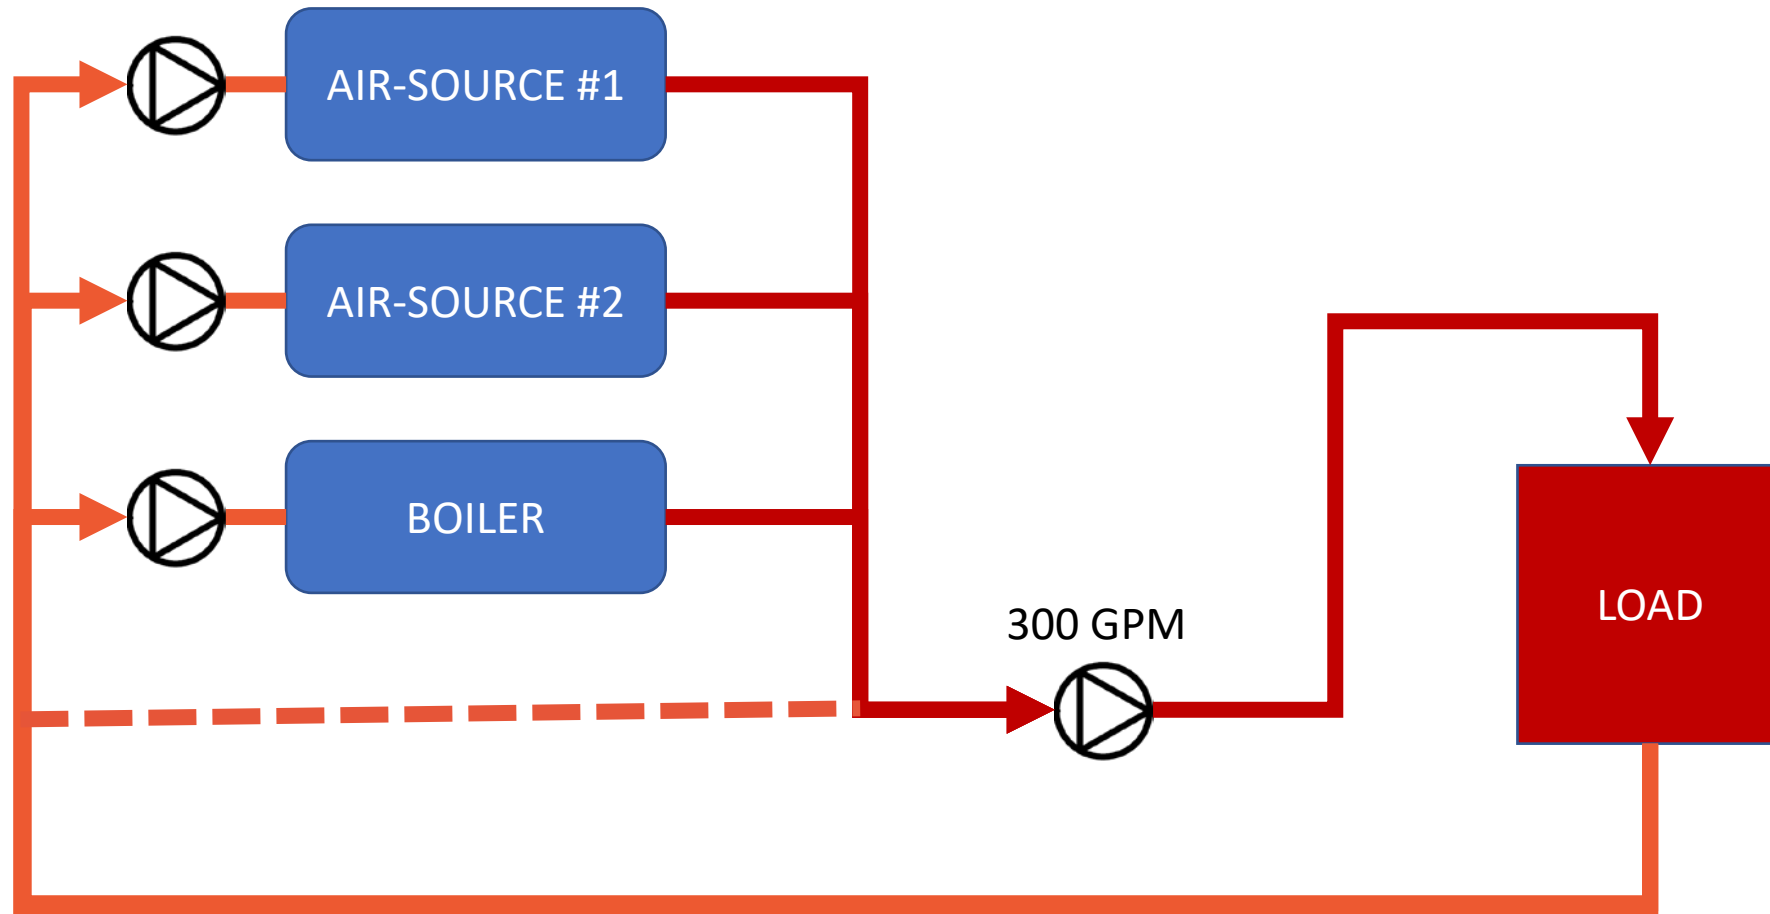 AIR-SOURCE #1
AIR-SOURCE #2
BOILER
300 GPM
LOAD